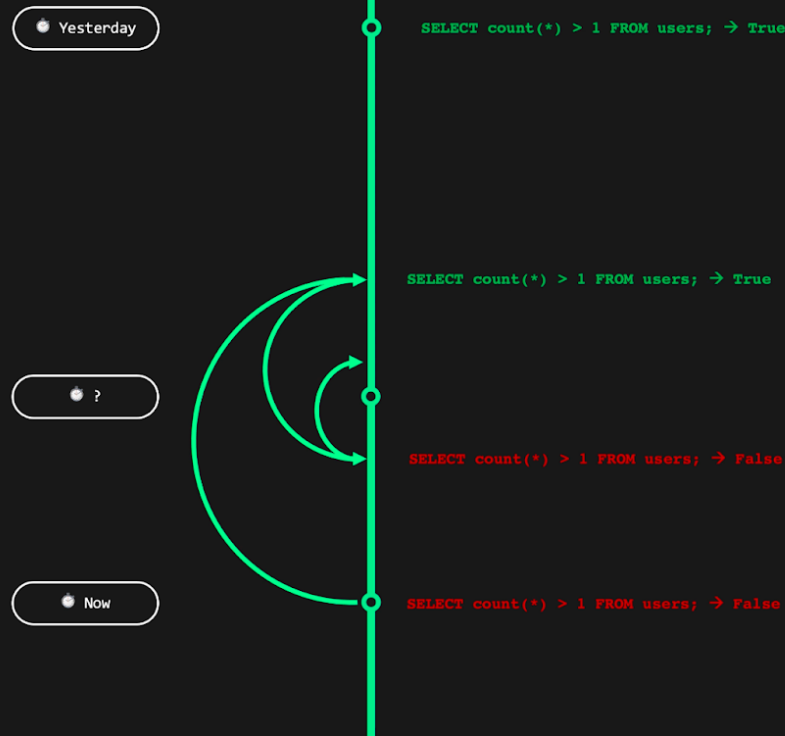 ⏱ Yesterday
SELECT count(*) > 1 FROM users; → True
SELECT count(*) > 1 FROM users; → True
⏱ ?
SELECT count(*) > 1 FROM users; → False
⏱ Now
SELECT count(*) > 1 FROM users; → False